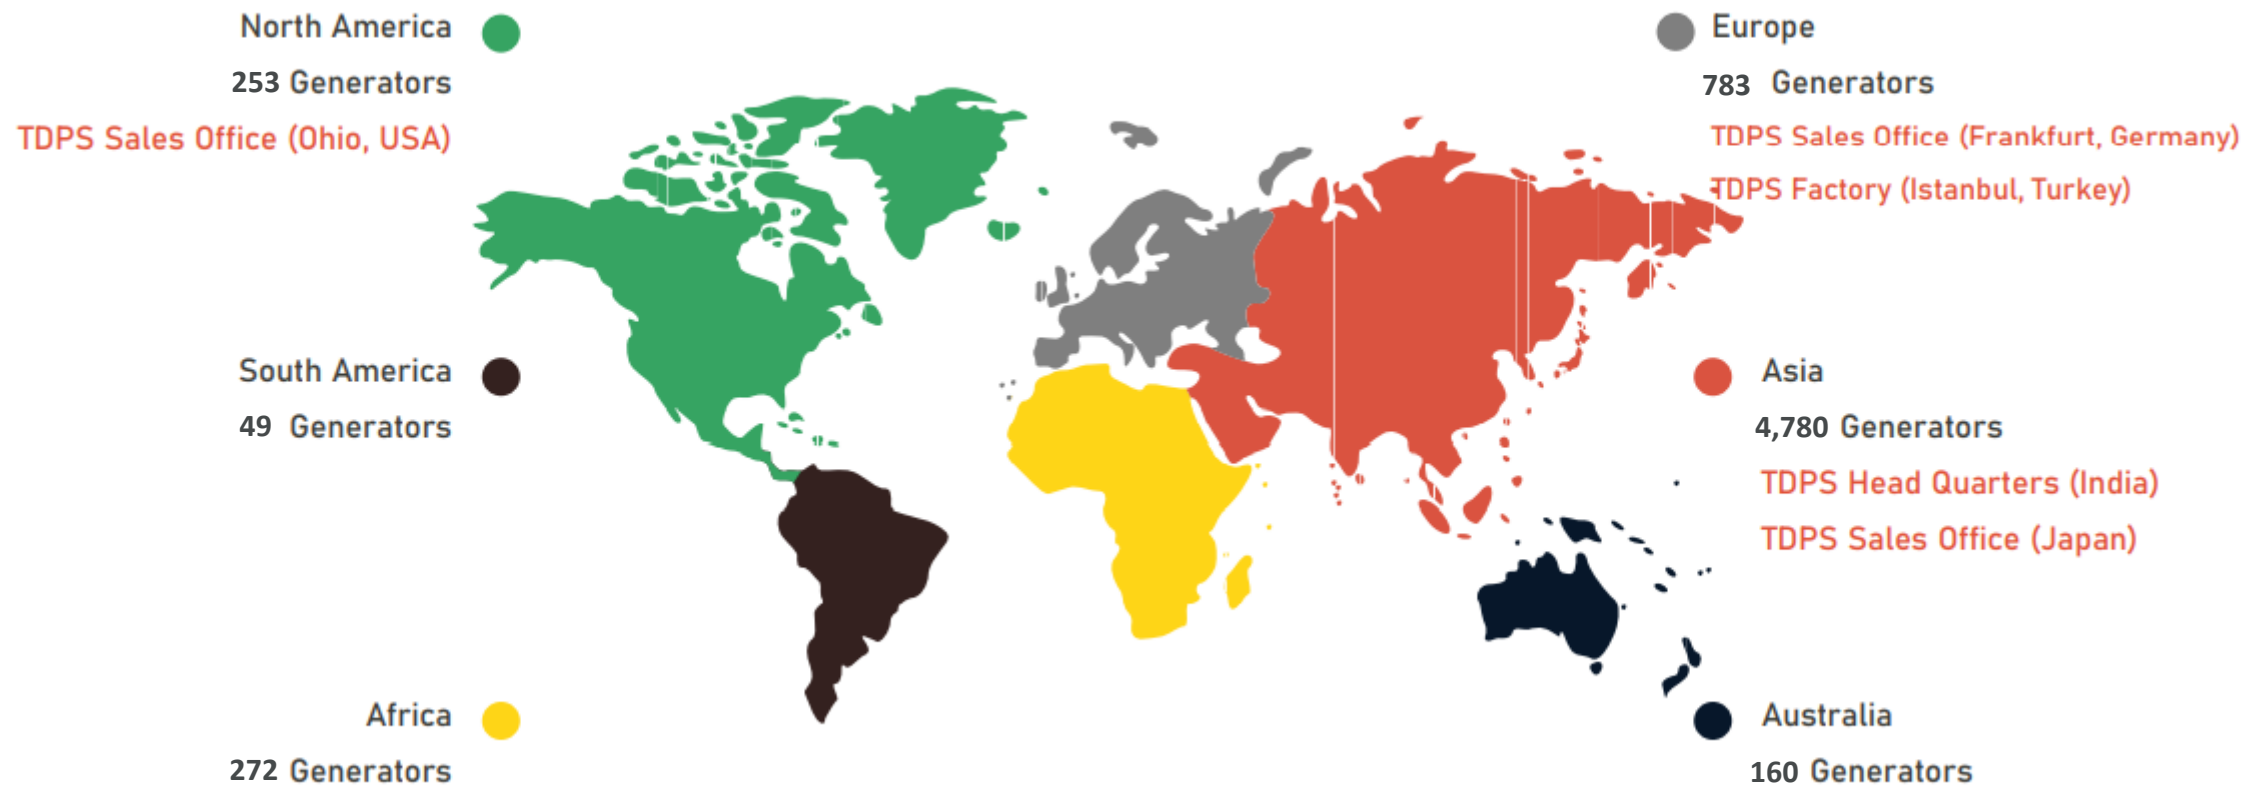 North America
253 Generators
TDPS Sales Office (Ohio, USA)
South America
49 Generators
Africa
272 Generators
Europe
783 Generators
TDPS Sales Office (Frankfurt, Germany)
TDPS Factory (Istanbul, Turkey)
Asia
4,780 Generators
TDPS Head Quarters (India)
TDPS Sales Office (Japan)
Australia
160 Generators